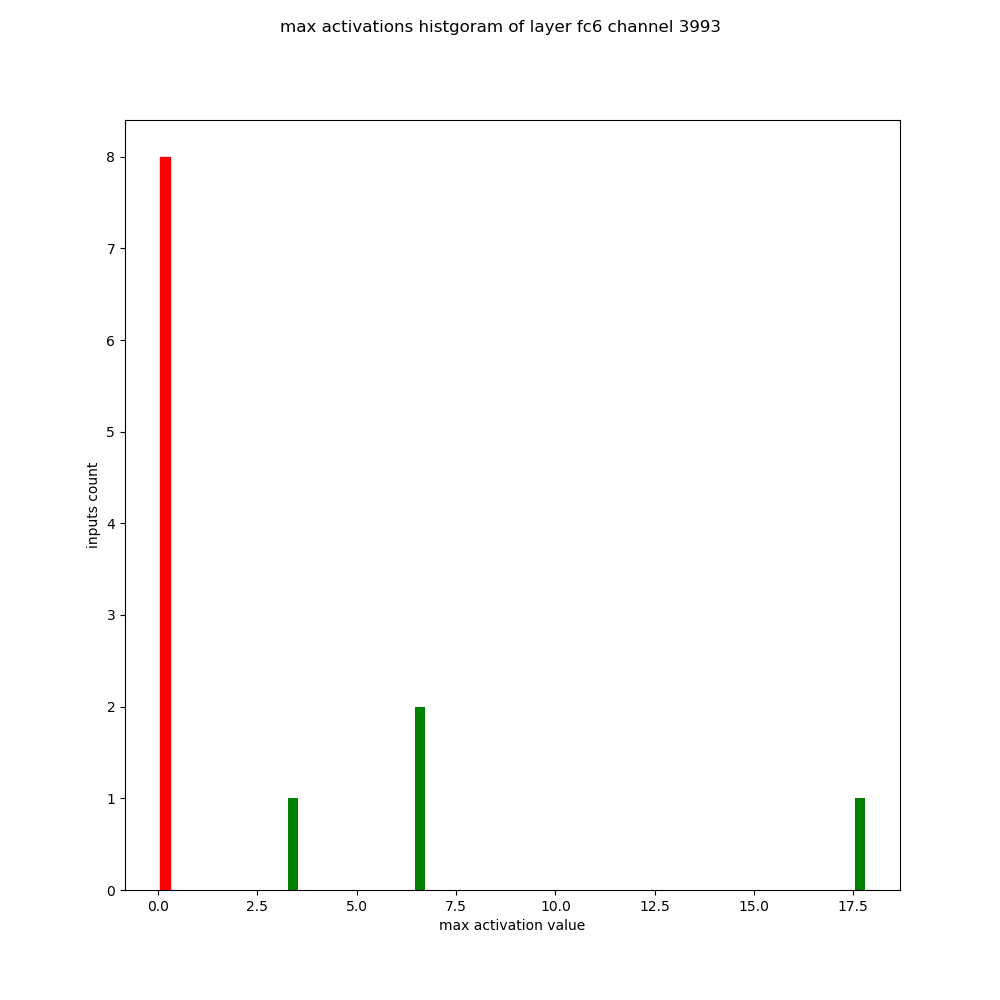 max activations histgoram of layer fc6 channel 3993
8
7
6
5
4
3
2
1
0
inputs count
0.0 2.5 5.0 7.5 10.0 12.5 15.0 17.5
max activation value